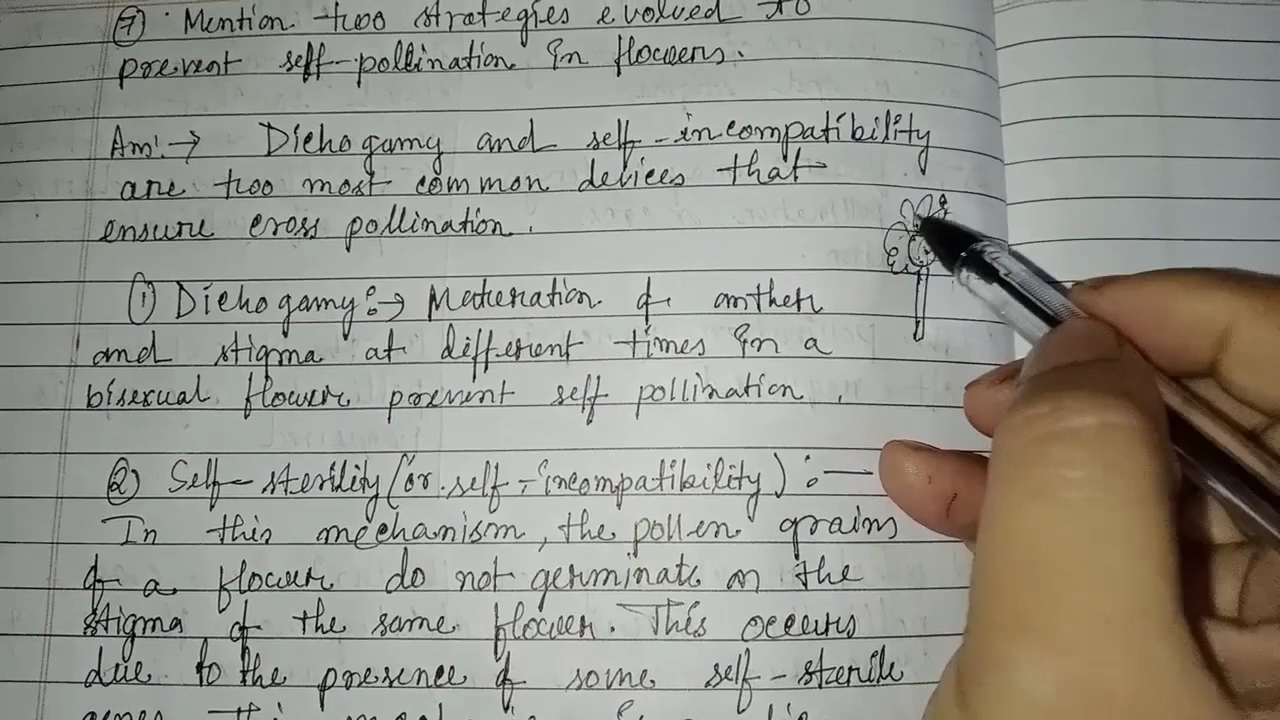 ⑦ Mention two strategies evolved to
prevent self-pollination in flowers.
Ans:→ Dichogamy and self-incompatibility
are two most common devices that
ensure cross pollination.
① Dichogamy:→ Maturation of anther
and stigma at different times in a
bisexual flower prevent self pollination.
② Self-sterility (or self-incompatibility):—
In this mechanism, the pollen grains
of a flower do not germinate on the
stigma of the same flower. This occurs
due to the presence of some self-sterile